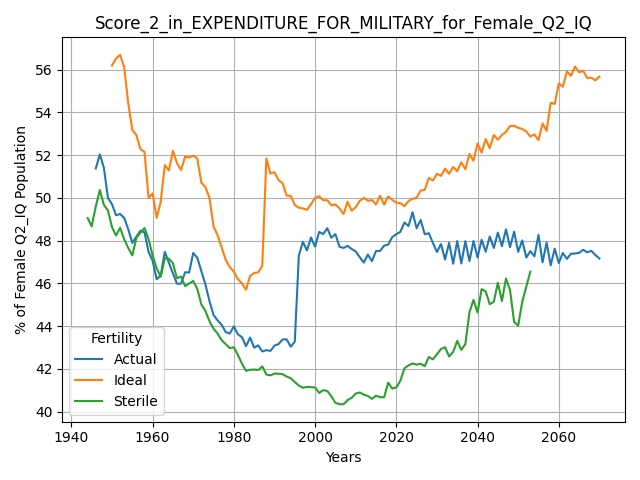 Score_2_in_EXPENDITURE_FOR_MILITARY_for_Female_Q2_IQ
% of Female Q2_IQ Population
56
54
52
50
48
46
44
42
40
Fertility
Actual
Ideal
Sterile
1940 1960 1980 2000 2020 2040 2060
Years